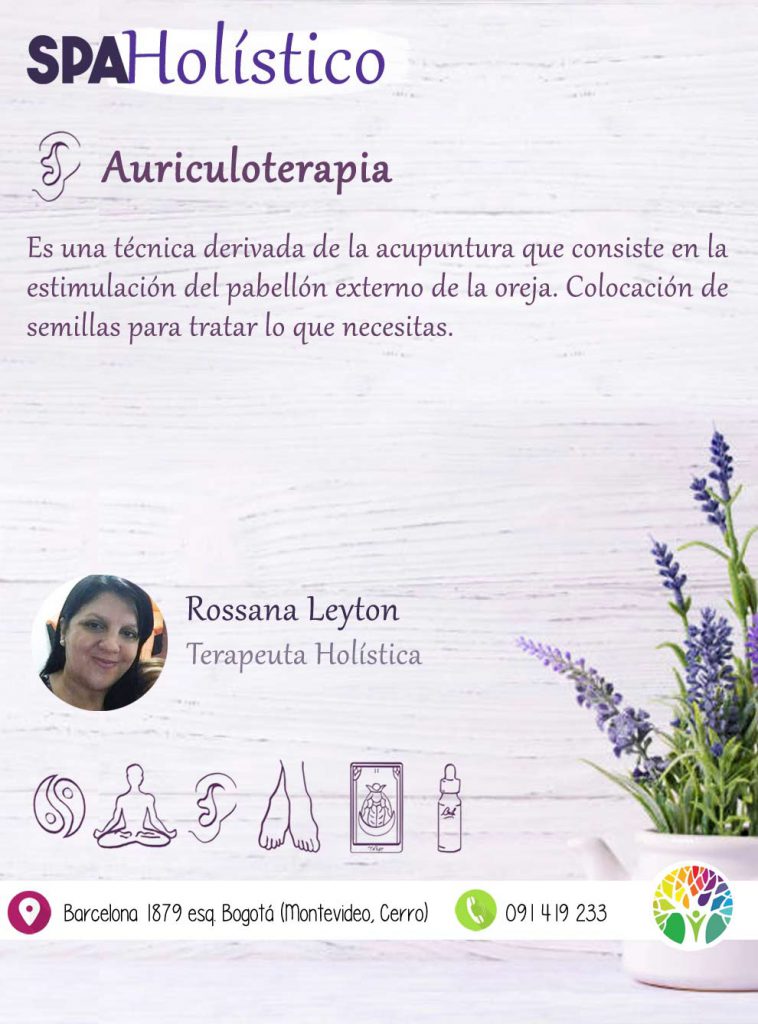 SPAHolístico
Auriculoterapia
Es una técnica derivada de la acupuntura que consiste en la
estimulación del pabellón externo de la oreja. Colocación de
semillas para tratar lo que necesitas.
Rossana Leyton
Terapeuta Holística
II
Barcelona 1879 esq. Bogotá (Montevideo, Cerro)
091 419 233